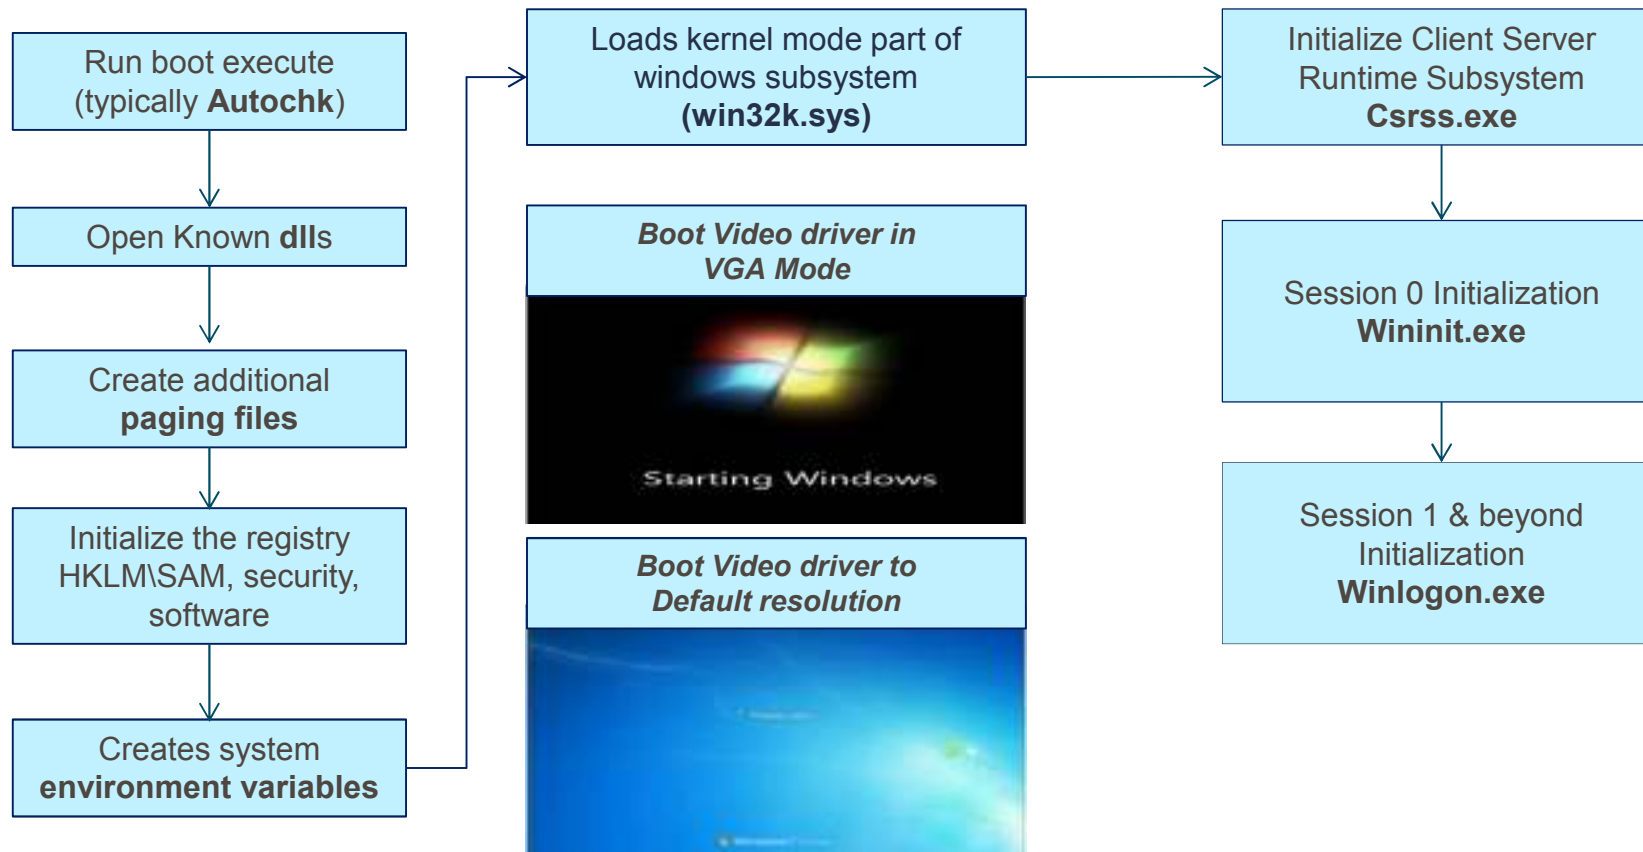 Run boot execute
(typically Autochk)
Open Known dlls
Create additional
paging files
Initialize the registry
HKLM\SAM, security,
software
Creates system
environment variables
Loads kernel mode part of
windows subsystem
(win32k.sys)
Boot Video driver in
VGA Mode
Starting Windows
Boot Video driver to
Default resolution
Initialize Client Server
Runtime Subsystem
Csrss.exe
Session 0 Initialization
Wininit.exe
Session 1 & beyond
Initialization
Winlogon.exe